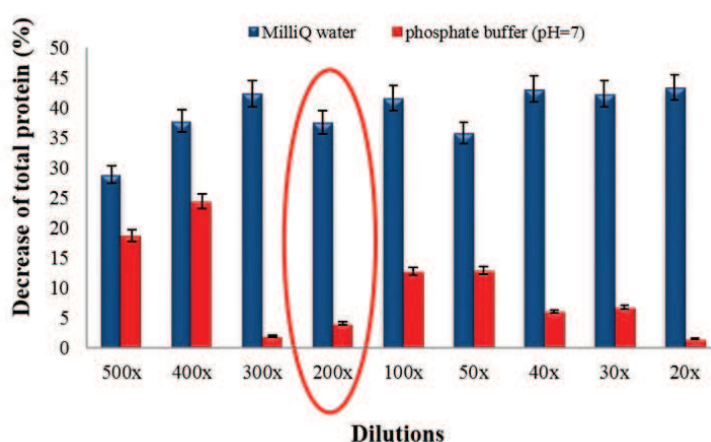 MilliQ water phosphate buffer (pH=7)
Decrease of total protein (%)
50
45
40
35
30
25
20
15
10
5
0
500x 400x 300x 200x 100x 50x 40x 30x 20x
Dilutions